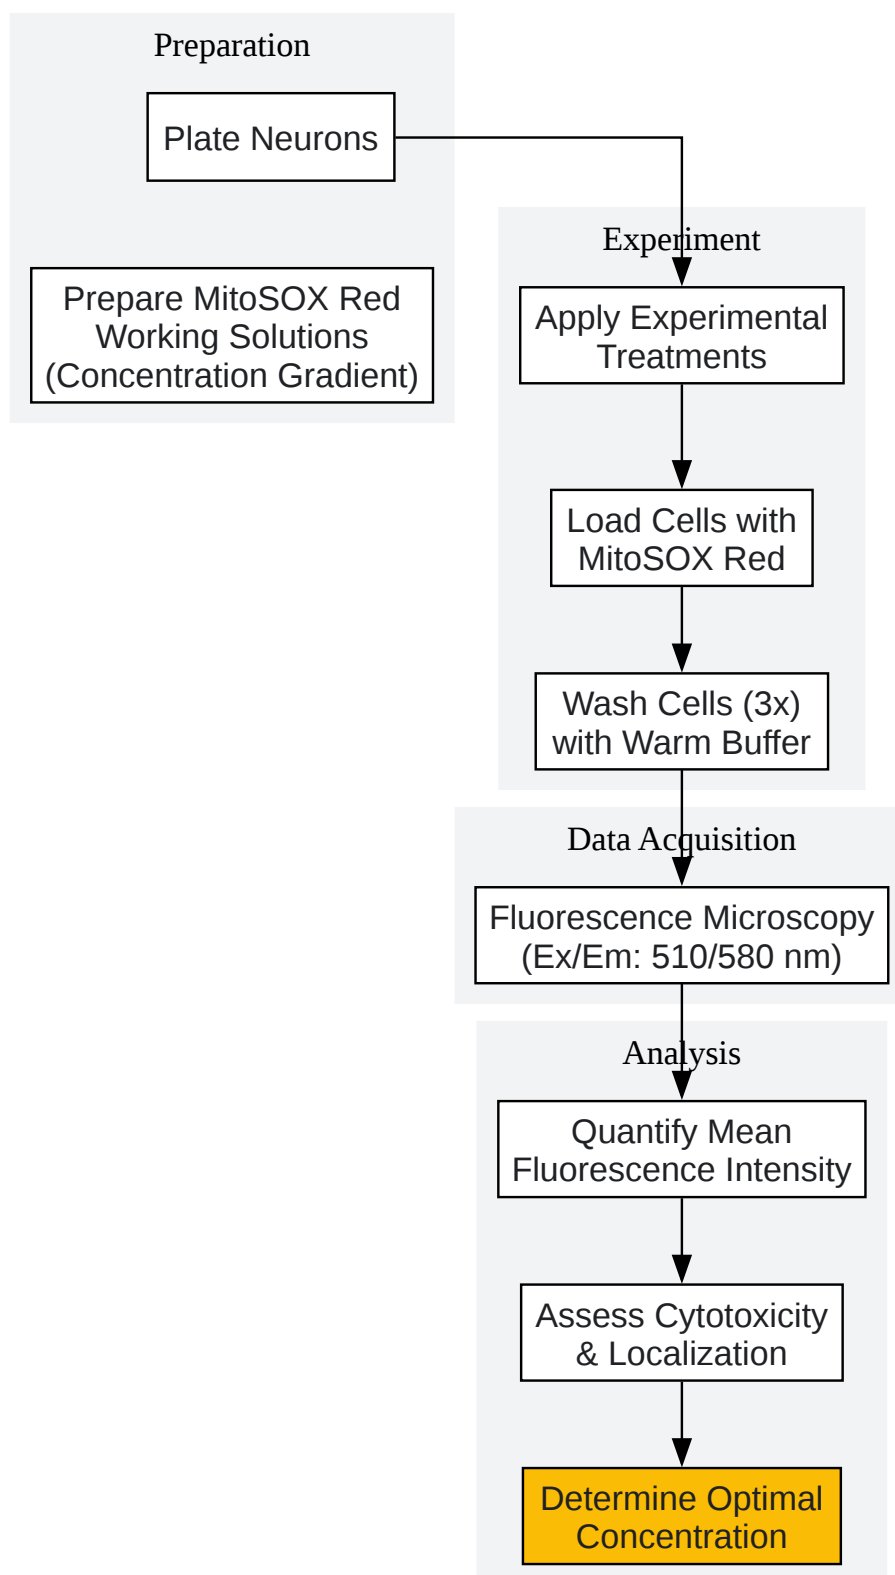 Preparation
Plate Neurons
Prepare MitoSOX Red
Working Solutions
(Concentration Gradient)
Experiment
Apply Experimental
Treatments
Load Cells with
MitoSOX Red
Wash Cells (3x)
with Warm Buffer
Data Acquisition
Fluorescence Microscopy
(Ex/Em: 510/580 nm)
Analysis
Quantify Mean
Fluorescence Intensity
Assess Cytotoxicity
& Localization
Determine Optimal
Concentration